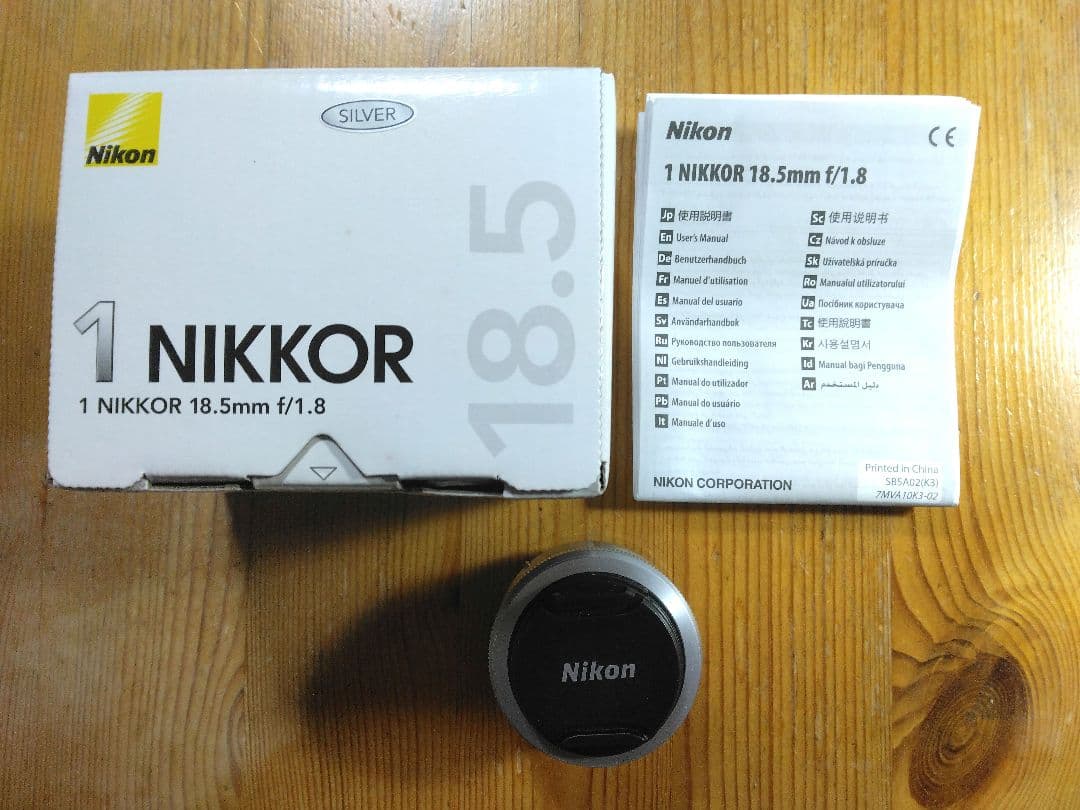 Nikon
SILVER
18.5
1 NIKKOR
1 NIKKOR 18.5mm f/1.8
Nikon
CE
1 NIKKOR 18.5mm f/1.8
Jp 使用説明書
En User's Manual
De Benutzerhandbuch
Fr Manuel d'utilisation
Es Manual del usuario
Sv Användarhandbok
Ru Руководство пользователя
Nl Gebruikshandleiding
Pt Manual do utilizador
Pb Manual do usuário
It Manuale d'uso
Sc 使用说明书
Cz Návod k obsluze
Sk Užívateľská príručka
Ro Manualul utilizatorului
Ua Посібник користувача
Tc 使用說明書
Kr 사용설명서
Id Manual bagi Pengguna
Ar دليل المستخدم
NIKON CORPORATION
Printed in China
SB5A02(K3)
7MVA10K3-02
Nikon